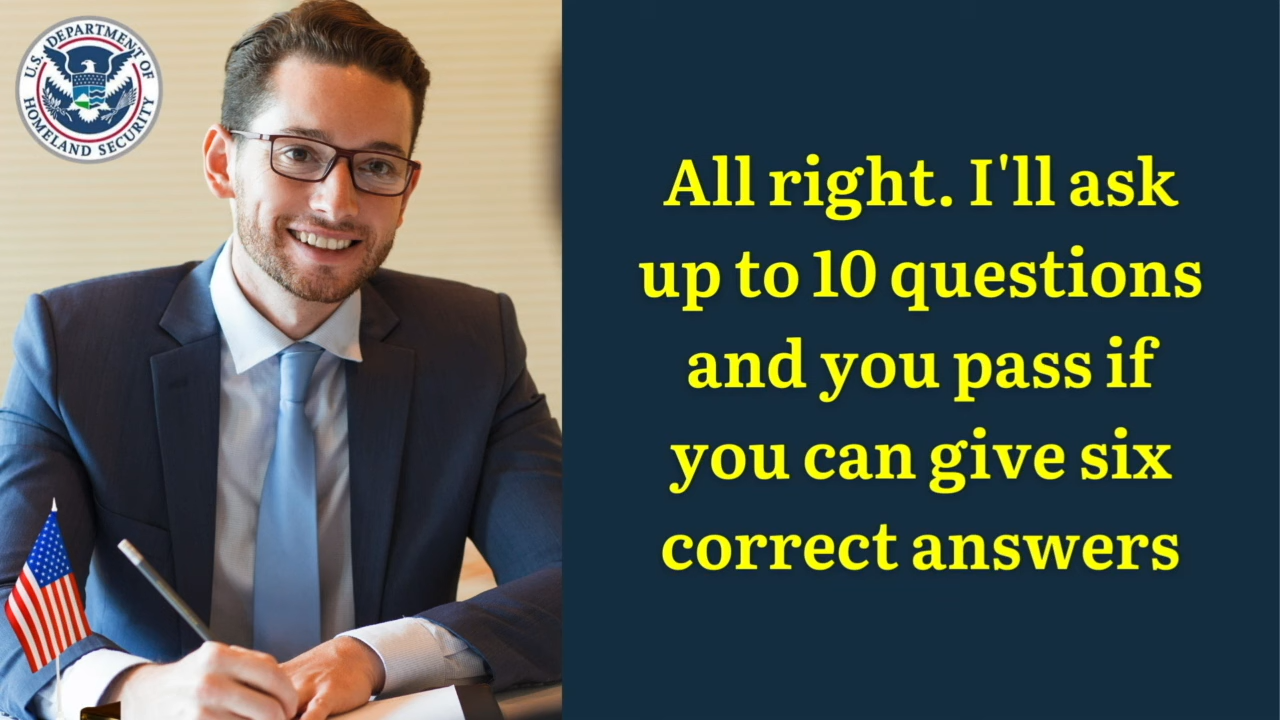 U.S. DEPARTMENT OF
HOMELAND SECURITY
All right. I'll ask
up to 10 questions
and you pass if
you can give six
correct answers